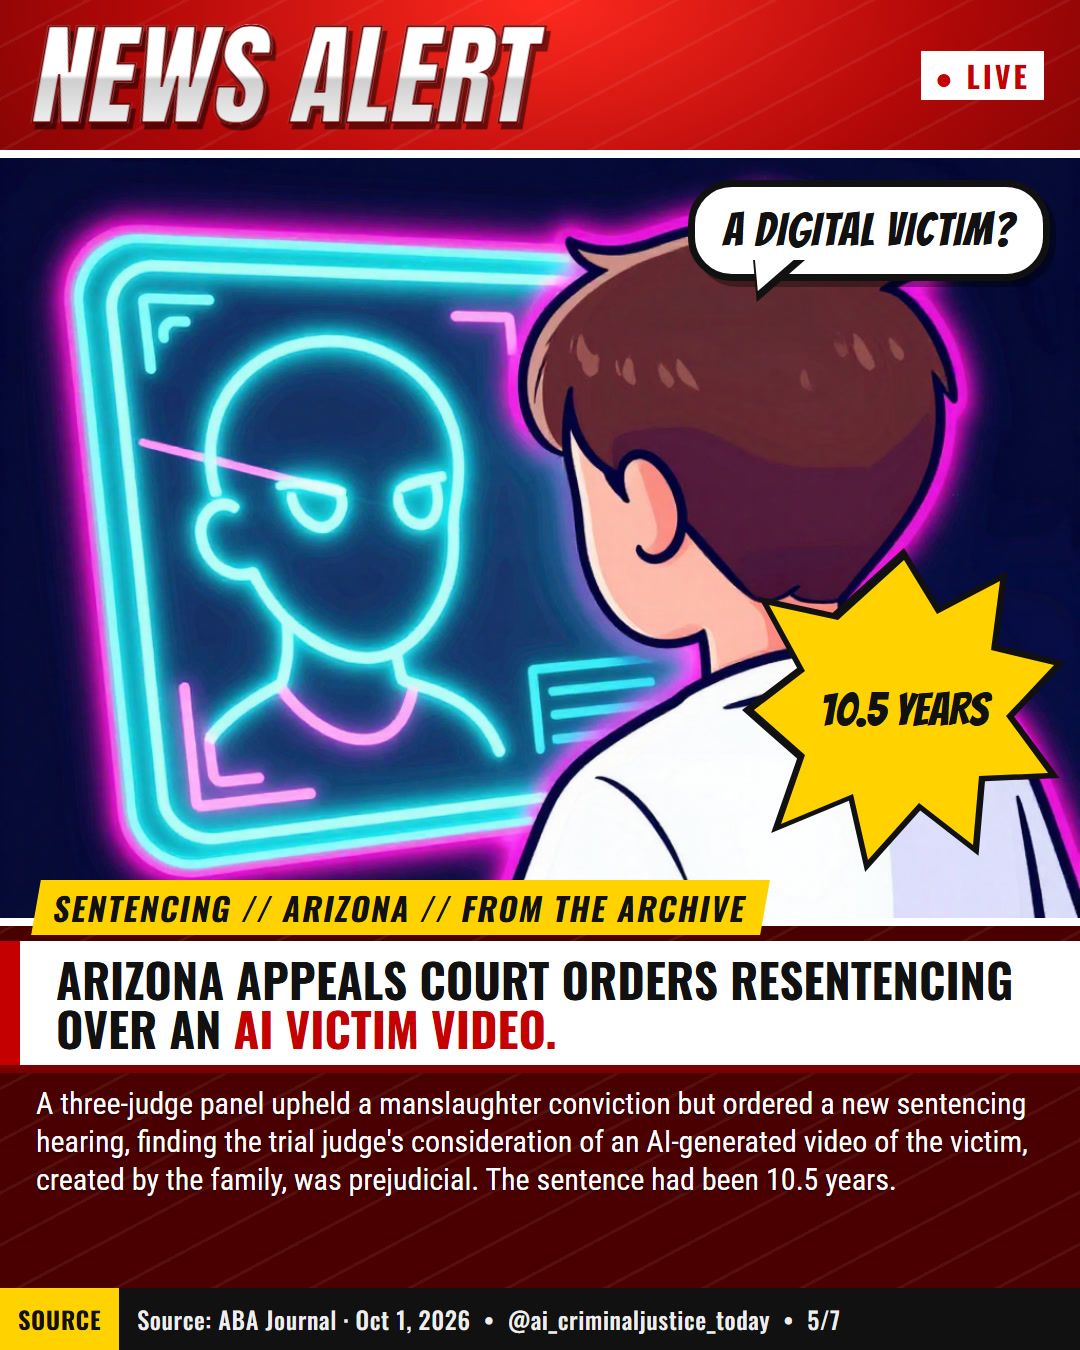 NEWS ALERT
● LIVE
A DIGITAL VICTIM?
10.5 YEARS
SENTENCING // ARIZONA // FROM THE ARCHIVE
ARIZONA APPEALS COURT ORDERS RESENTENCING
OVER AN AI VICTIM VIDEO.
A three-judge panel upheld a manslaughter conviction but ordered a new sentencing
hearing, finding the trial judge's consideration of an AI-generated video of the victim,
created by the family, was prejudicial. The sentence had been 10.5 years.
SOURCE Source: ABA Journal · Oct 1, 2026 • @ai_criminaljustice_today • 5/7